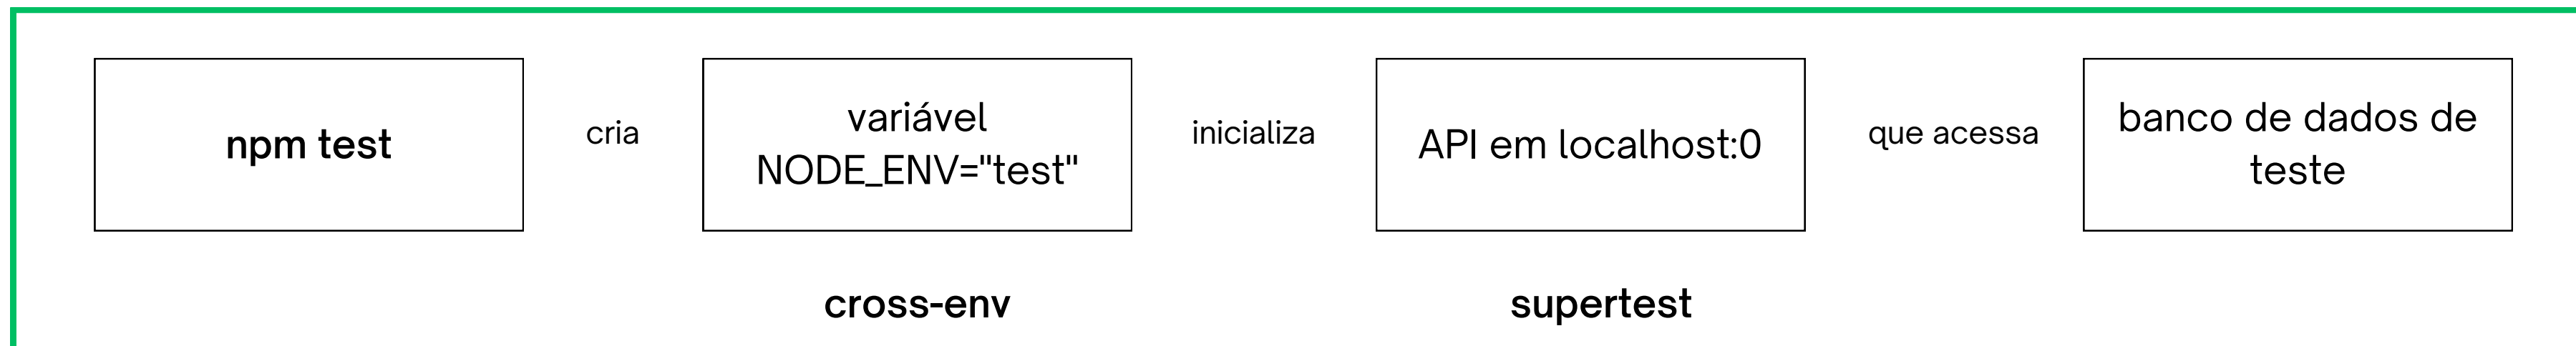 npm test
cria
variável
NODE_ENV="test"
inicializa
API em localhost:0
que acessa
banco de dados de
teste
cross-env
supertest